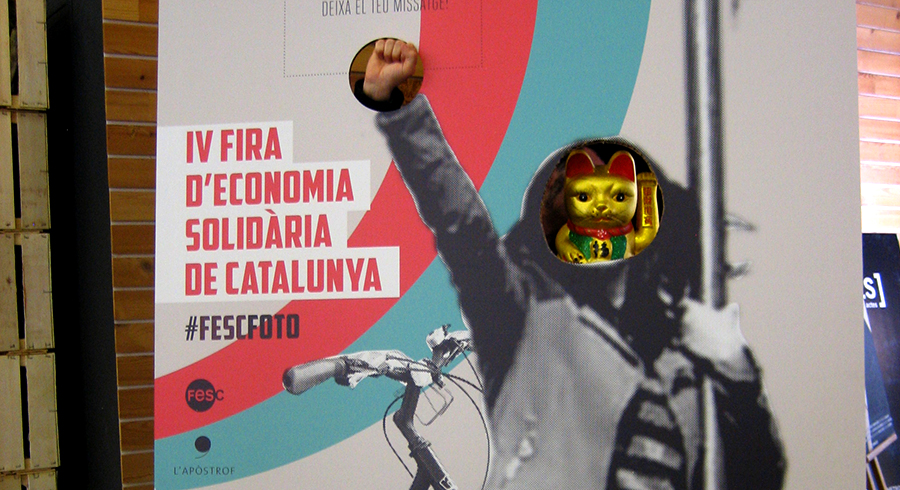 DEIXA EL TEU MISSATGE!
IV FIRA
D'ECONOMIA
SOLIDÀRIA
DE CATALUNYA
#FESCFOTO
FESC
L'APÒSTROF
s]